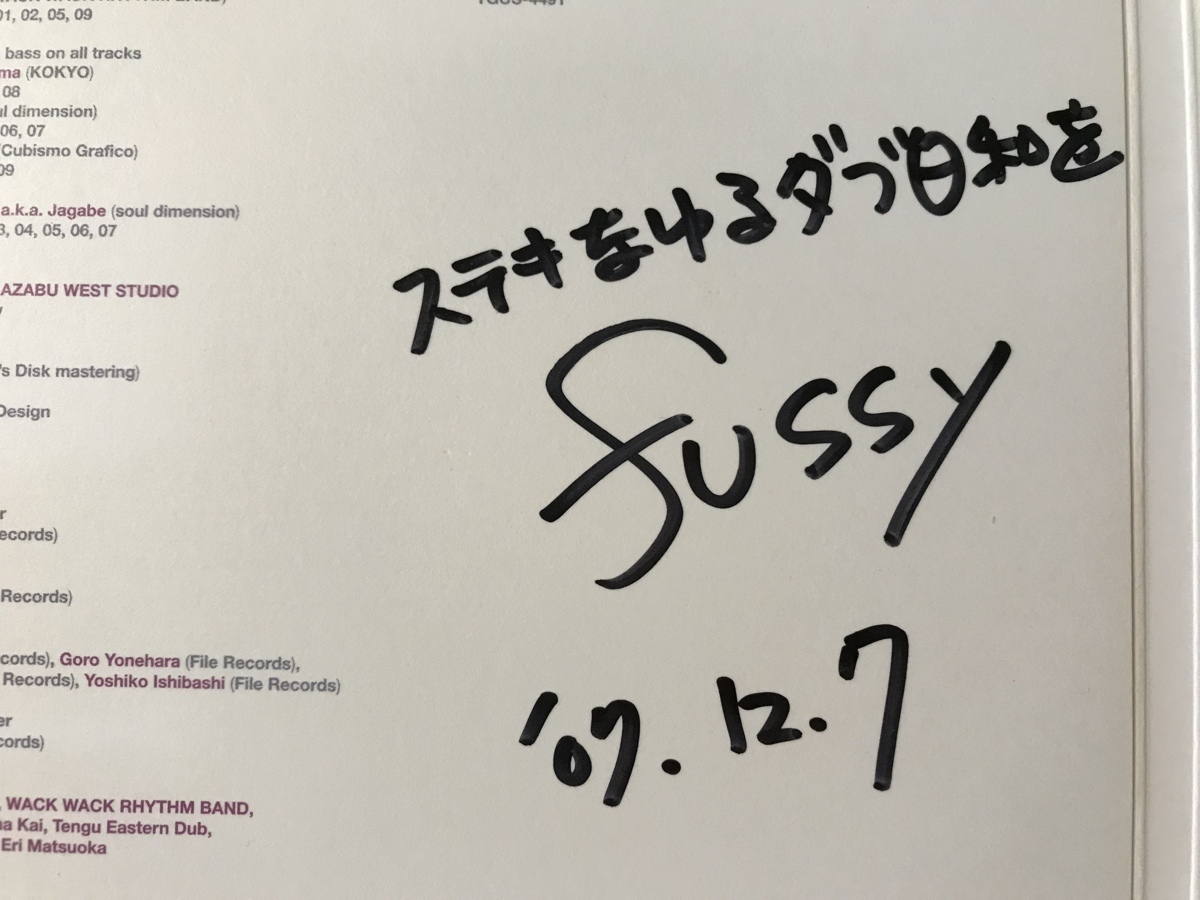 01, 02, 05, 09
bass on all tracks
ma (KOKYO)
08
ul dimension)
06, 07
Cubismo Grafico)
09
a.k.a. Jagabe (soul dimension)
3, 04, 05, 06, 07
AZABU WEST STUDIO
's Disk mastering)
Design
r
ecords)
Records)
cords), Goro Yonehara (File Records),
Records), Yoshiko Ishibashi (File Records)
er
cords)
WACK WACK RHYTHM BAND,
na Kai, Tengu Eastern Dub,
Eri Matsuoka
ステキなゆるダブ日和を
fussy
'07. 12. 7